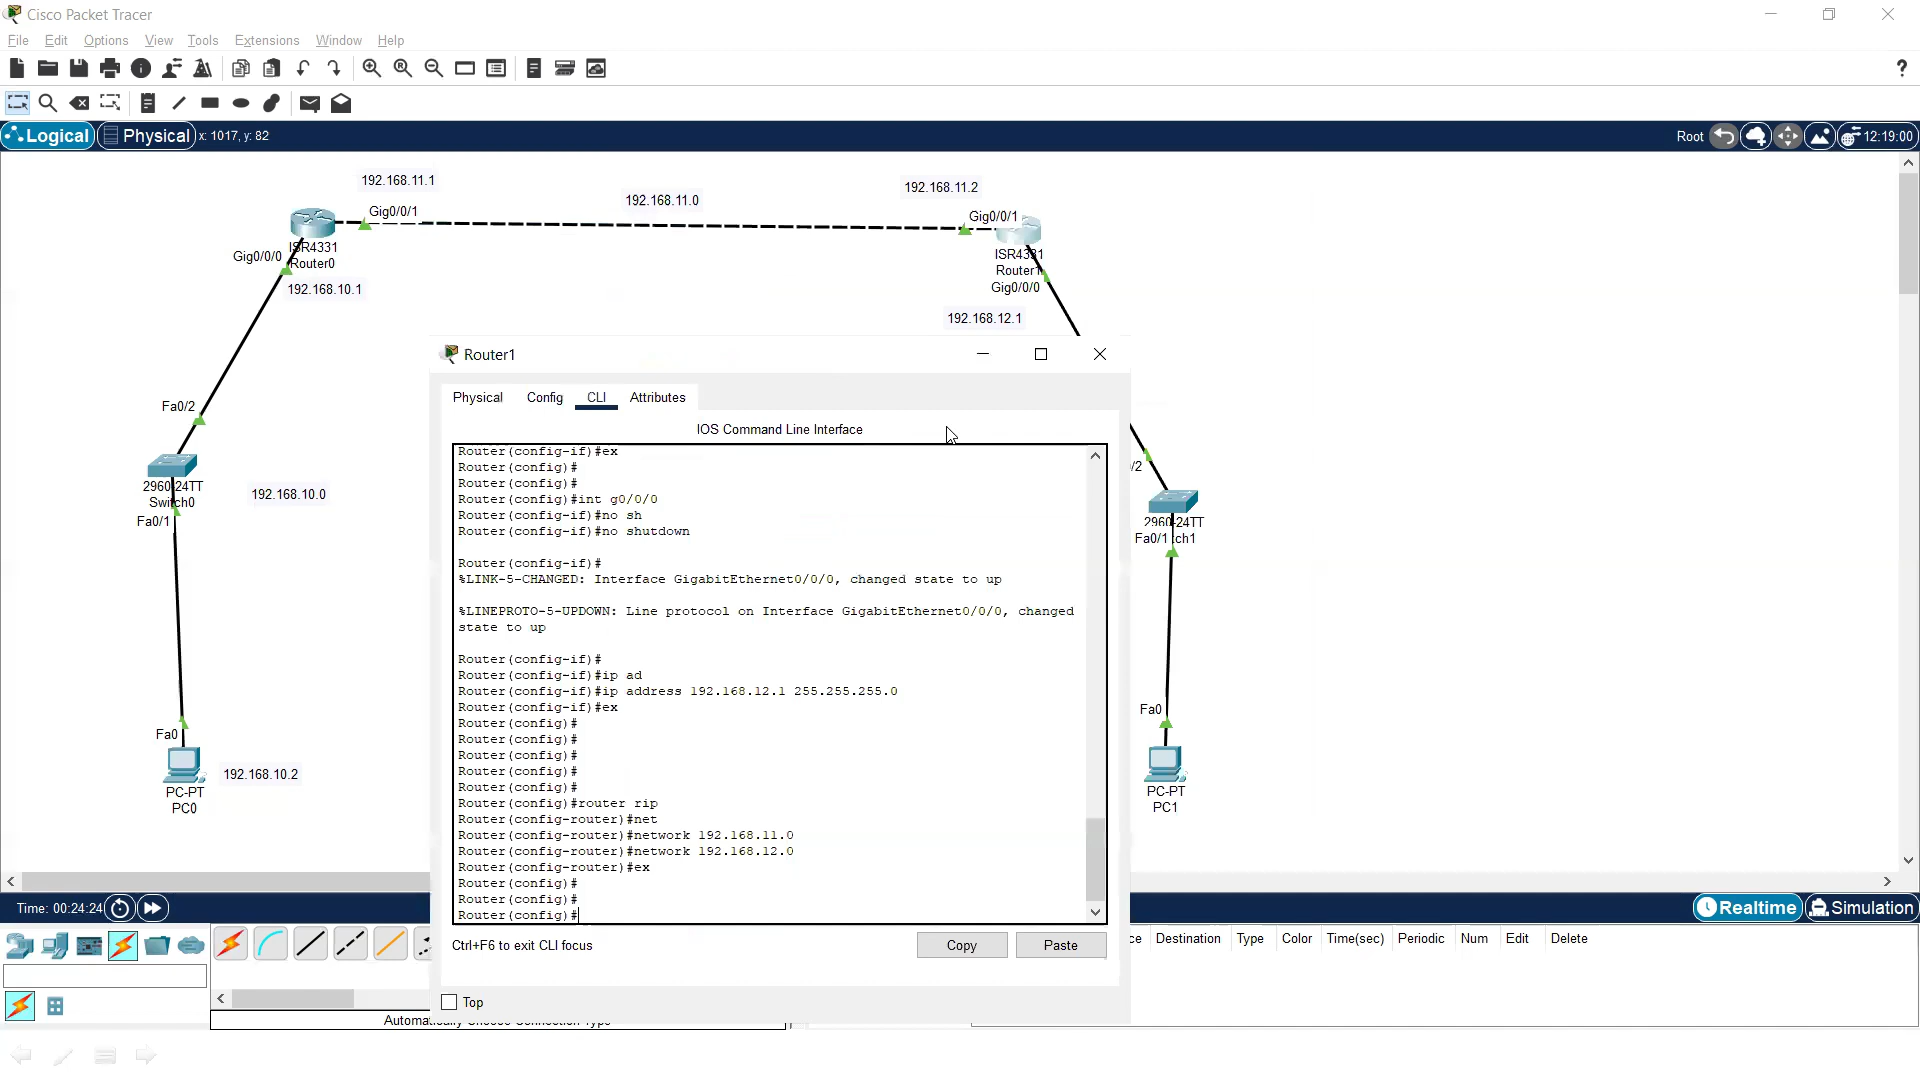 Cisco Packet Tracer
File Edit Options View Tools Extensions Window Help
Logical Physical x: 1017, y: 82 Root 12:19:00
192.168.11.1
192.168.11.0
192.168.11.2
Gig0/0/1
Gig0/0/1
ISR4331
Router0
Gig0/0/0
192.168.10.1
ISR4331
Router1
Gig0/0/0
192.168.12.1
Fa0/2
2960-24TT
Switch0
Fa0/1
192.168.10.0
Fa0
PC-PT
PC0
192.168.10.2
/2
2960-24TT
Fa0/1 tch1
Fa0
PC-PT
PC1
Router1
Physical Config CLI Attributes
IOS Command Line Interface
Router(config-if)#ex
Router(config)#
Router(config)#
Router(config)#int g0/0/0
Router(config-if)#no sh
Router(config-if)#no shutdown
Router(config-if)#
%LINK-5-CHANGED: Interface GigabitEthernet0/0/0, changed state to up
%LINEPROTO-5-UPDOWN: Line protocol on Interface GigabitEthernet0/0/0, changed
state to up
Router(config-if)#
Router(config-if)#ip ad
Router(config-if)#ip address 192.168.12.1 255.255.255.0
Router(config-if)#ex
Router(config)#
Router(config)#
Router(config)#
Router(config)#
Router(config)#
Router(config)#router rip
Router(config-router)#net
Router(config-router)#network 192.168.11.0
Router(config-router)#network 192.168.12.0
Router(config-router)#ex
Router(config)#
Router(config)#
Router(config)#
Ctrl+F6 to exit CLI focus Copy Paste
Top
Time: 00:24:24 Realtime Simulation
ce Destination Type Color Time(sec) Periodic Num Edit Delete
Automatically Choose Connection Type